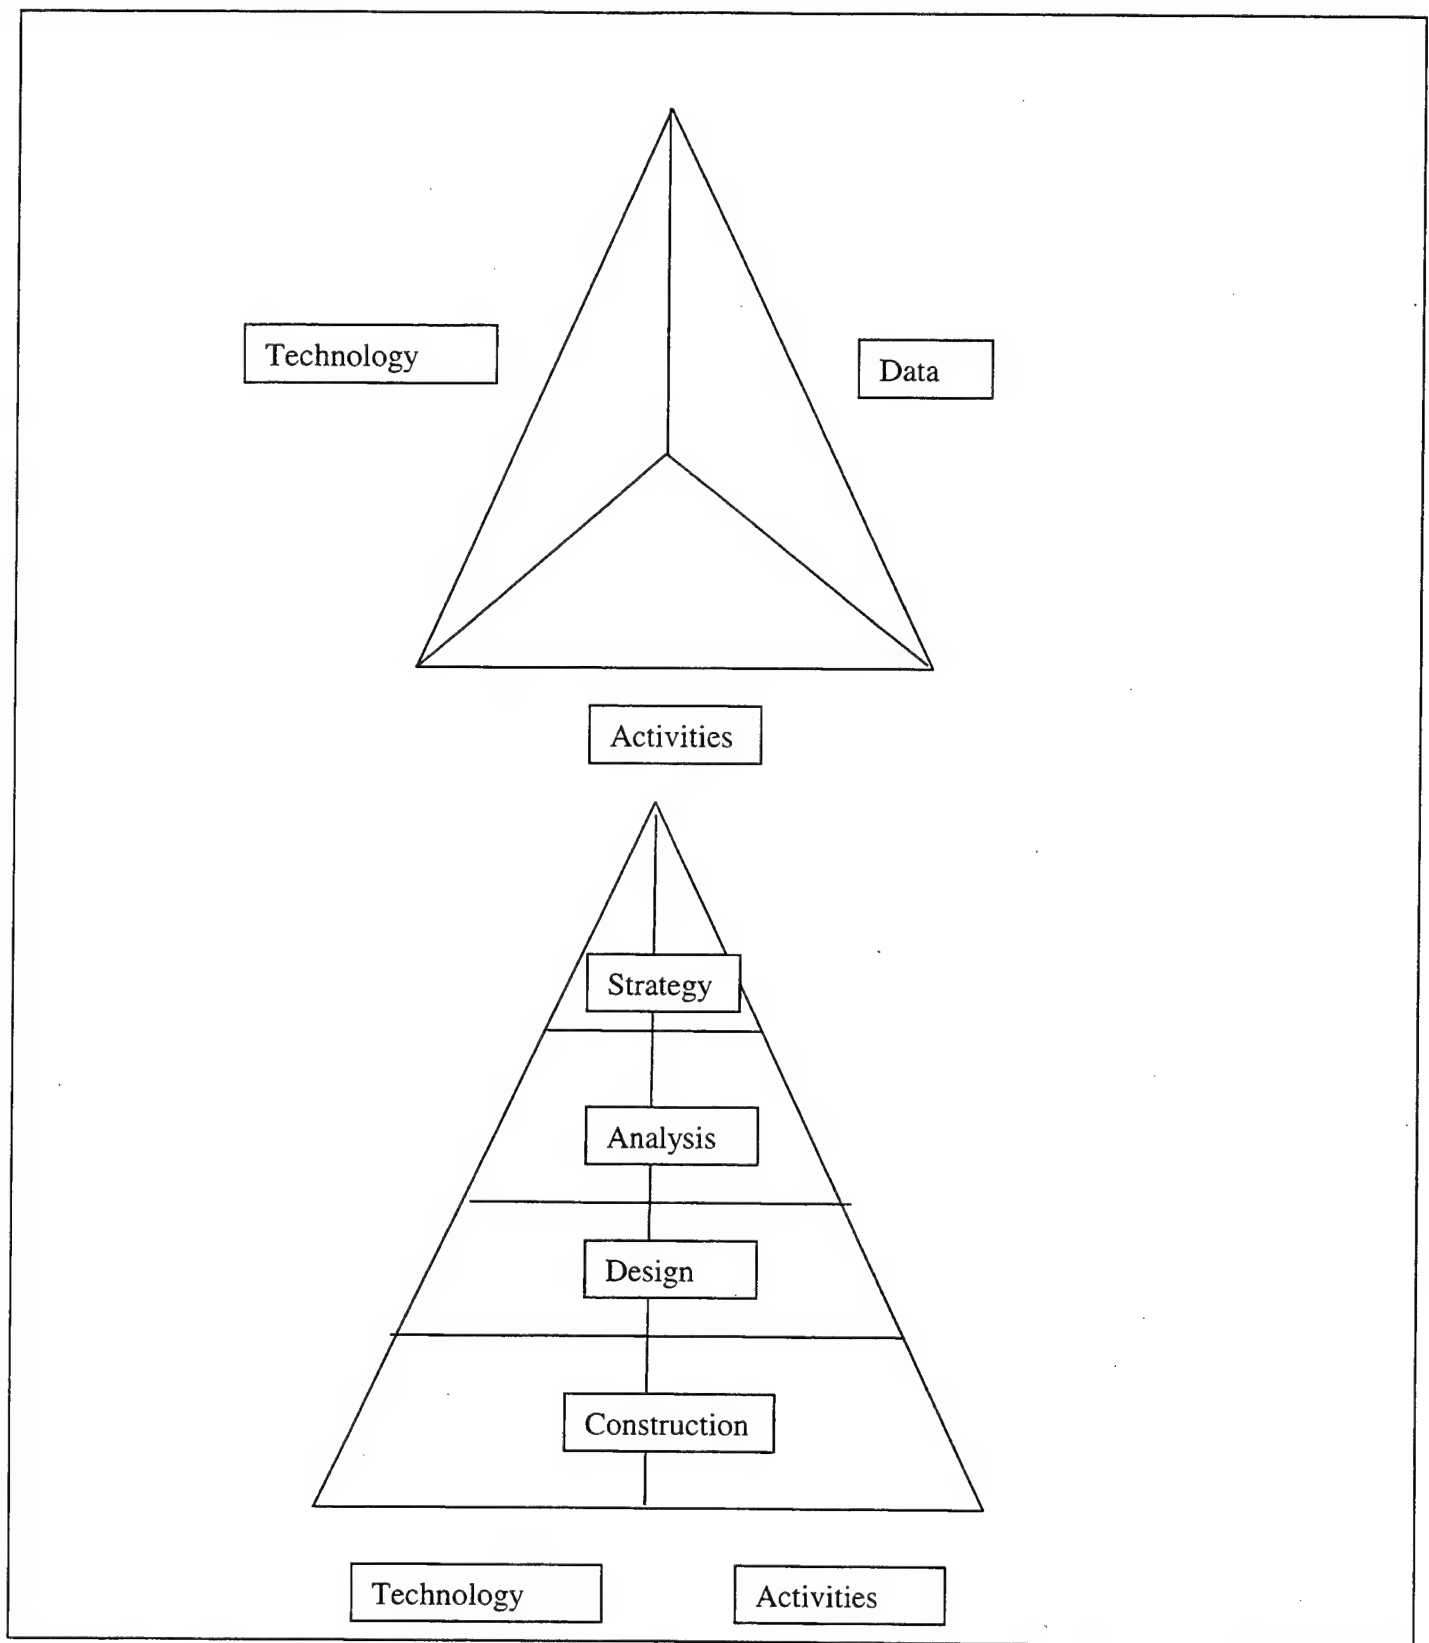 Technology
Data
Activities
Strategy
Analysis
Design
Construction
Technology
Activities